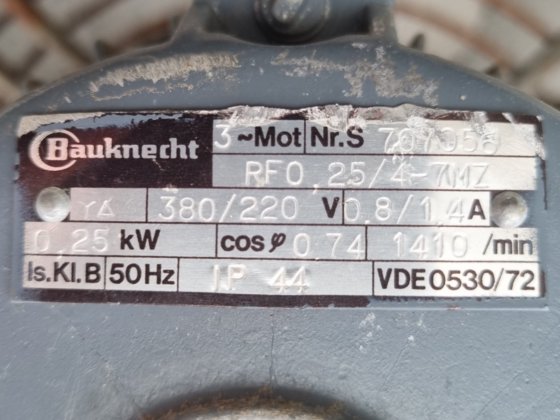 Bauknecht 3~Mot Nr.S 707056
RF0,25/4-7MZ
YΔ 380/220 V 0.8/1,4 A
0,25 kW cos φ 0,74 1410 /min
Is.Kl.B 50Hz IP 44 VDE0530/72